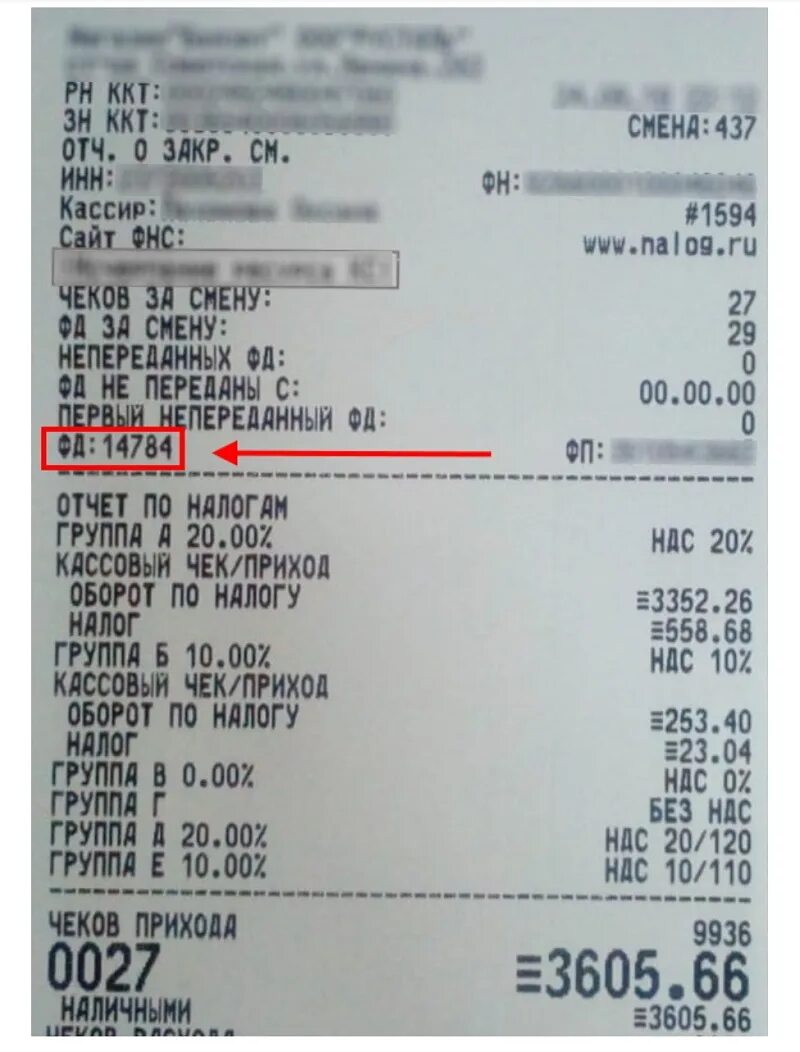 РН ККТ:
ЗН ККТ: СМЕНА:437
ОТЧ. О ЗАКР. СМ.
ИНН: ФН:
Кассир: #1594
Сайт ФНС: www.nalog.ru
ЧЕКОВ ЗА СМЕНУ: 27
ФД ЗА СМЕНУ: 29
НЕПЕРЕДАННЫХ ФД: 0
ФД НЕ ПЕРЕДАНЫ С: 00.00.00
ПЕРВЫЙ НЕПЕРЕДАННЫЙ ФД: 0
ФД:14784 ФП:
ОТЧЕТ ПО НАЛОГАМ
ГРУППА А 20.00% НДС 20%
КАССОВЫЙ ЧЕК/ПРИХОД
ОБОРОТ ПО НАЛОГУ ≡3352.26
НАЛОГ ≡558.68
ГРУППА Б 10.00% НДС 10%
КАССОВЫЙ ЧЕК/ПРИХОД
ОБОРОТ ПО НАЛОГУ ≡253.40
НАЛОГ ≡23.04
ГРУППА В 0.00% НДС 0%
ГРУППА Г БЕЗ НДС
ГРУППА Д 20.00% НДС 20/120
ГРУППА Е 10.00% НДС 10/110
ЧЕКОВ ПРИХОДА 9936
0027 ≡3605.66
НАЛИЧНЫМИ ≡3605.66
ЧЕКОВ РАСХОДА